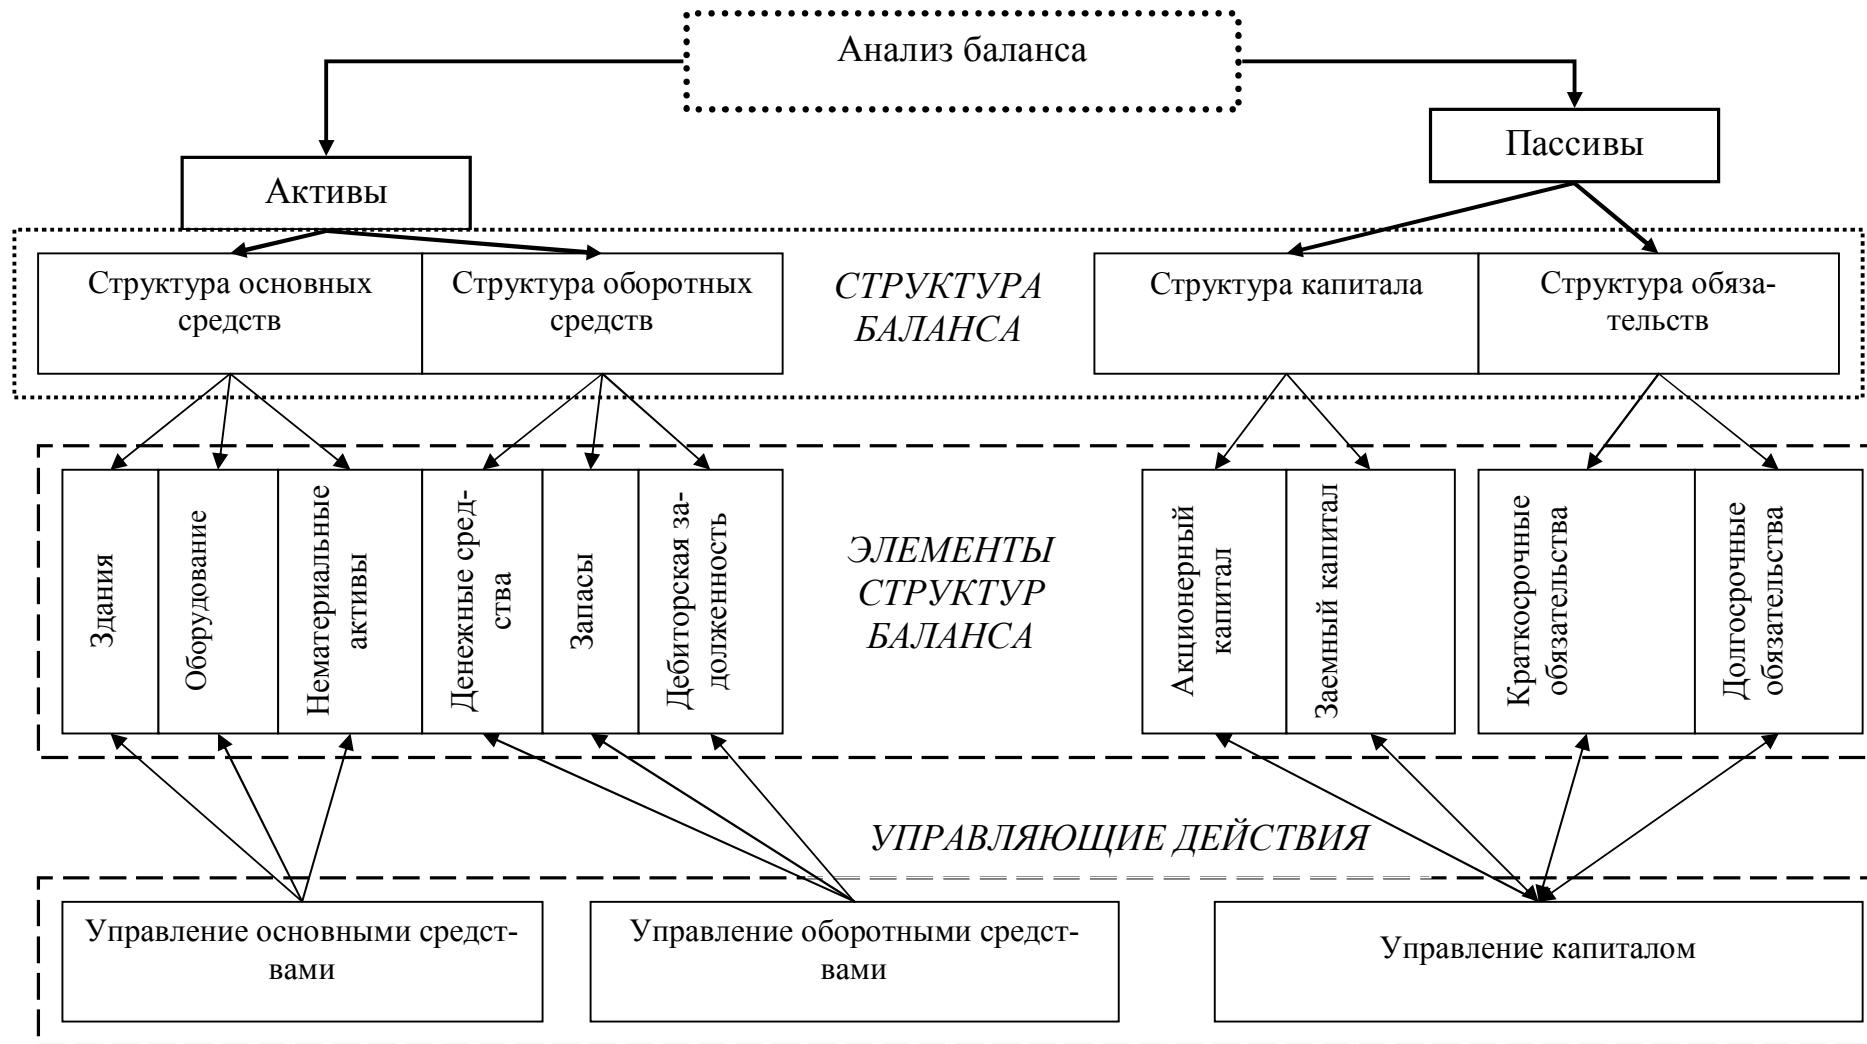 Анализ баланса
Пассивы
Активы
Структура основных
средств
Структура оборотных
средств
СТРУКТУРА
БАЛАНСА
Структура капитала
Структура обяза-
тельств
Здания
Оборудование
Нематериальные
активы
Денежные сред-
ства
Запасы
Дебиторская за-
долженность
ЭЛЕМЕНТЫ
СТРУКТУР
БАЛАНСА
Акционерный
капитал
Заемный капитал
Краткосрочные
обязательства
Долгосрочные
обязательства
УПРАВЛЯЮЩИЕ ДЕЙСТВИЯ
Управление основными средст-
вами
Управление оборотными средст-
вами
Управление капиталом